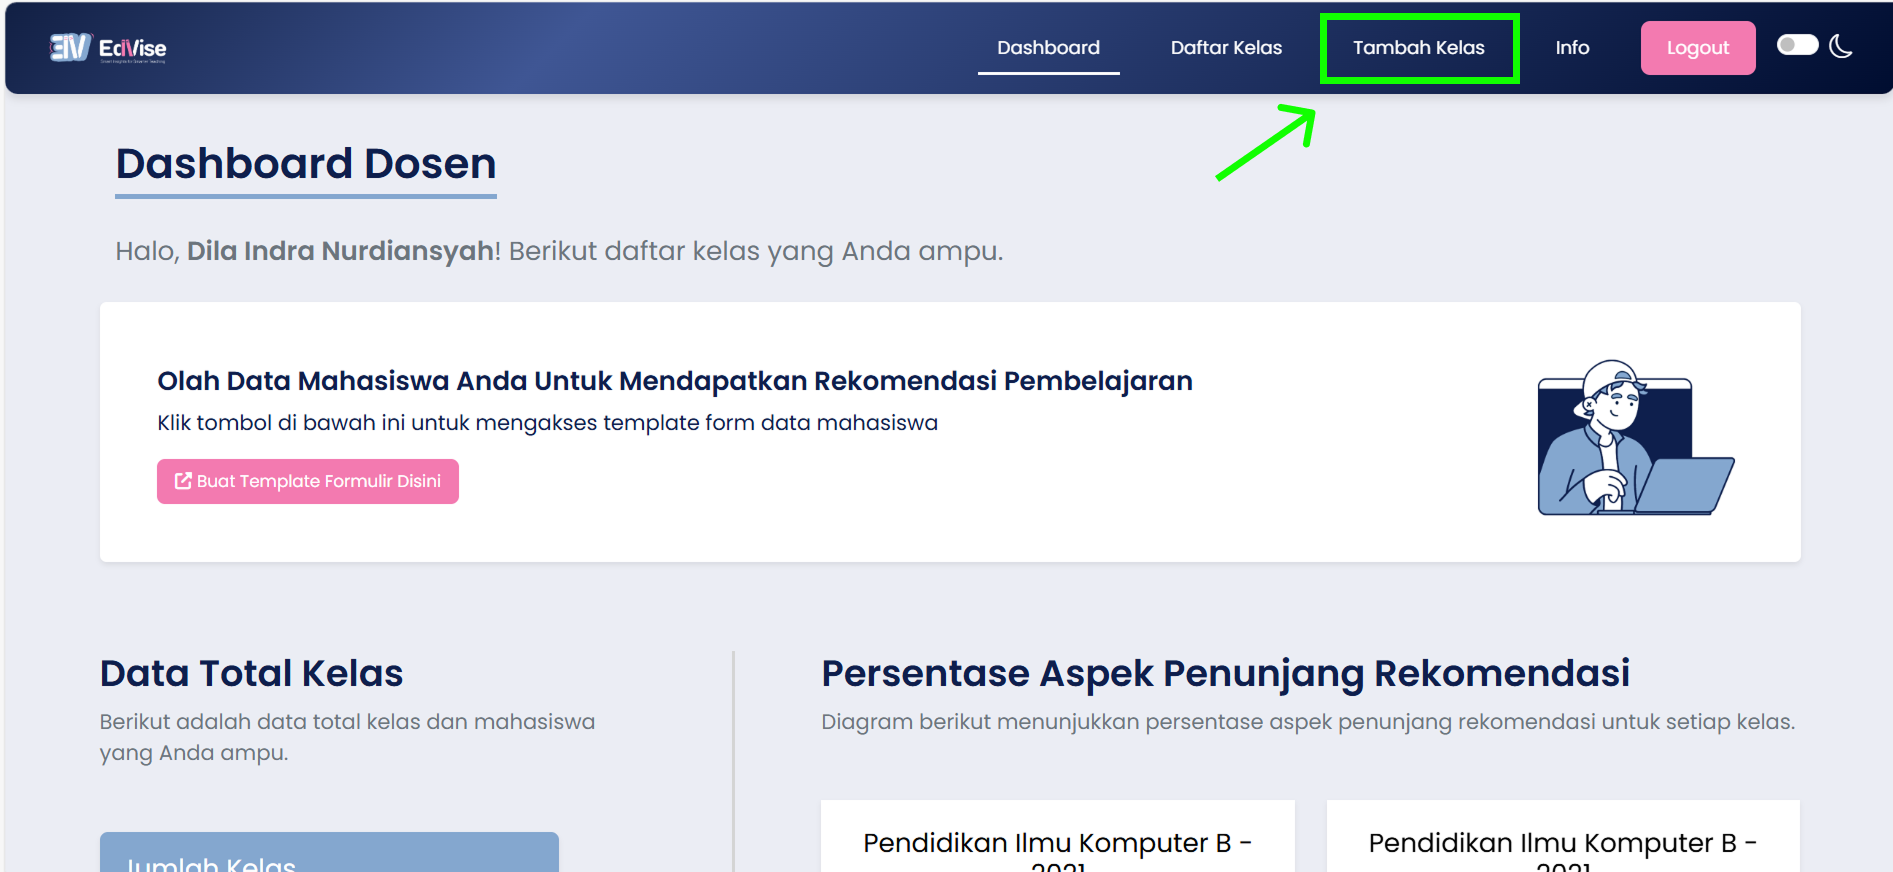 EdVise
Dashboard
Daftar Kelas
Tambah Kelas
Info
Logout
Dashboard Dosen
Halo, Dila Indra Nurdiansyah! Berikut daftar kelas yang Anda ampu.
Olah Data Mahasiswa Anda Untuk Mendapatkan Rekomendasi Pembelajaran
Klik tombol di bawah ini untuk mengakses template form data mahasiswa
Buat Template Formulir Disini
Data Total Kelas
Berikut adalah data total kelas dan mahasiswa
yang Anda ampu.
Jumlah Kelas
Persentase Aspek Penunjang Rekomendasi
Diagram berikut menunjukkan persentase aspek penunjang rekomendasi untuk setiap kelas.
Pendidikan Ilmu Komputer B -
2021
Pendidikan Ilmu Komputer B -
2021